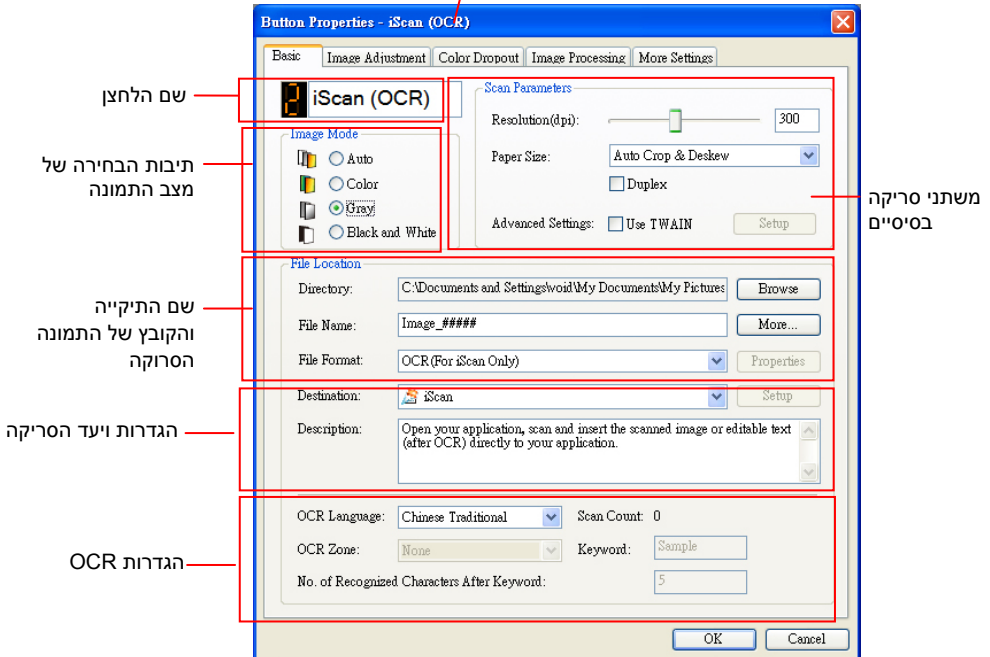 Button Properties - iScan (OCR)
Basic Image Adjustment Color Dropout Image Processing More Settings
שם הלחצן
2 iScan (OCR)
Image Mode
Auto
Color
Gray
Black and White
תיבות הבחירה של
מצב התמונה
Scan Parameters
Resolution(dpi): 300
Paper Size: Auto Crop & Deskew
Duplex
Advanced Settings: Use TWAIN Setup
משתני סריקה
בסיסיים
File Location
Directory: C:\Documents and Settings\void\My Documents\My Pictures Browse
File Name: Image_##### More...
File Format: OCR(For iScan Only) Properties
שם התיקייה
והקובץ של התמונה
הסרוקה
Destination: iScan Setup
Description: Open your application, scan and insert the scanned image or editable text
(after OCR) directly to your application.
הגדרות ויעד הסריקה
OCR Language: Chinese Traditional Scan Count: 0
OCR Zone: None Keyword: Sample
No. of Recognized Characters After Keyword: 5
הגדרות OCR
OK Cancel